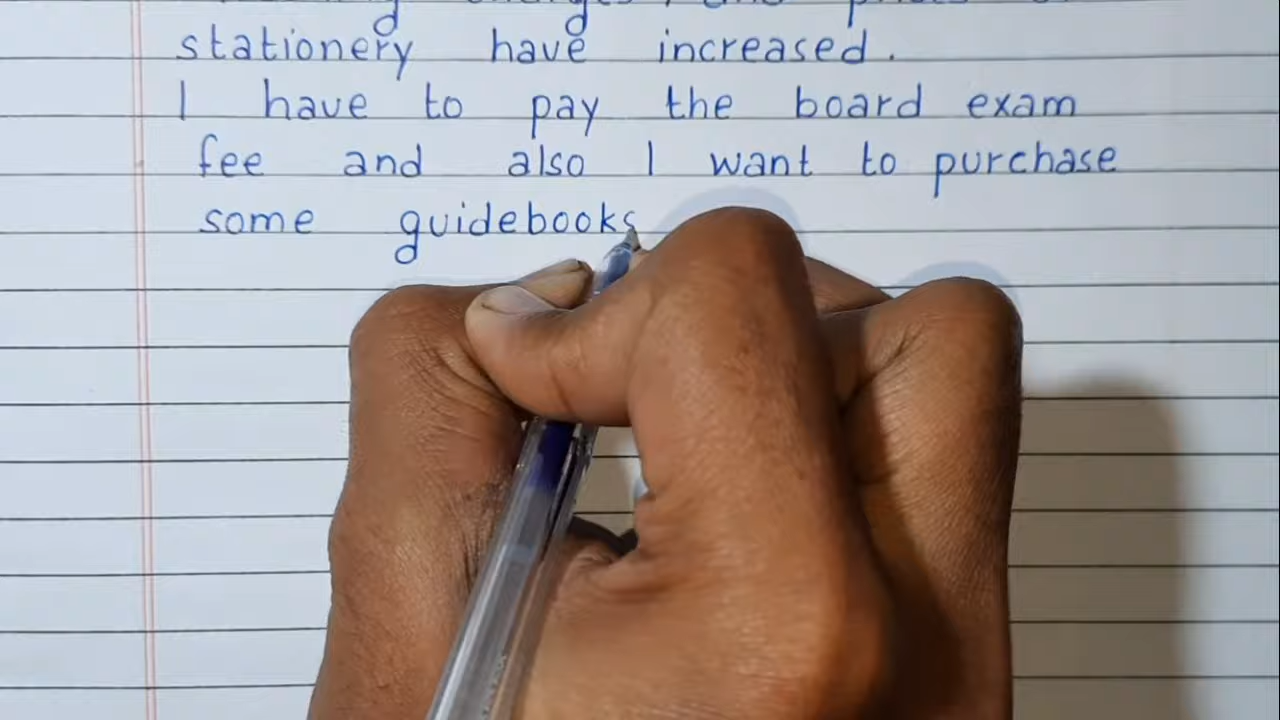 stationery have increased.
I have to pay the board exam
fee and also I want to purchase
some guidebooks